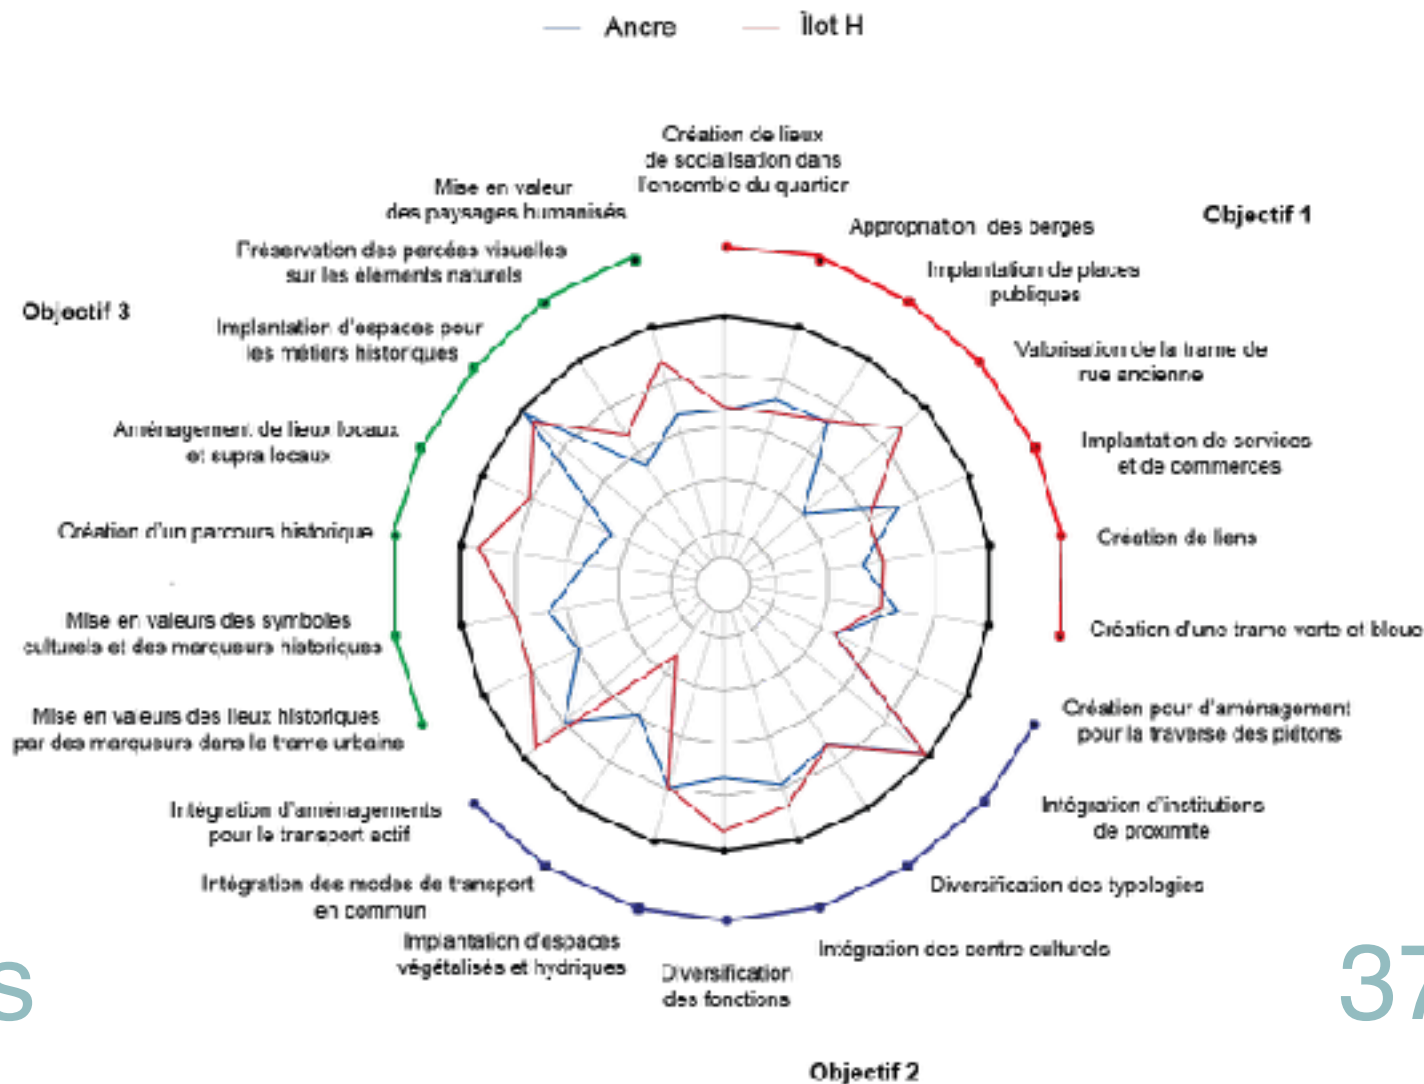 Ancre
Îlot H
Création de lieux
de socialisation dans
l'ensemble du quartier
Appropriation des berges
Objectif 1
Implantation de places
publiques
Valorisation de la trame de
rue ancienne
Implantation de services
et de commerces
Création de liens
Création d'une trame verte et bleue
Création pour d'aménagement
pour la traverse des piétons
Intégration d'institutions
de proximité
Diversification des typologies
Intégration des centre culturels
Diversification
des fonctions
Objectif 2
Implantation d'espaces
végétalisés et hydriques
Intégration des modes de transport
en commun
Intégration d'aménagements
pour le transport actif
Mise en valeurs des lieux historiques
par des marqueurs dans la trame urbaine
Mise en valeurs des symboles
culturels et des marqueurs historiques
Création d'un parcours historique
Aménagement de lieux locaux
et supra locaux
Implantation d'espaces pour
les métiers historiques
Objectif 3
Préservation des percées visuelles
sur les éléments naturels
Mise en valeur
des paysages humanisés
s
37